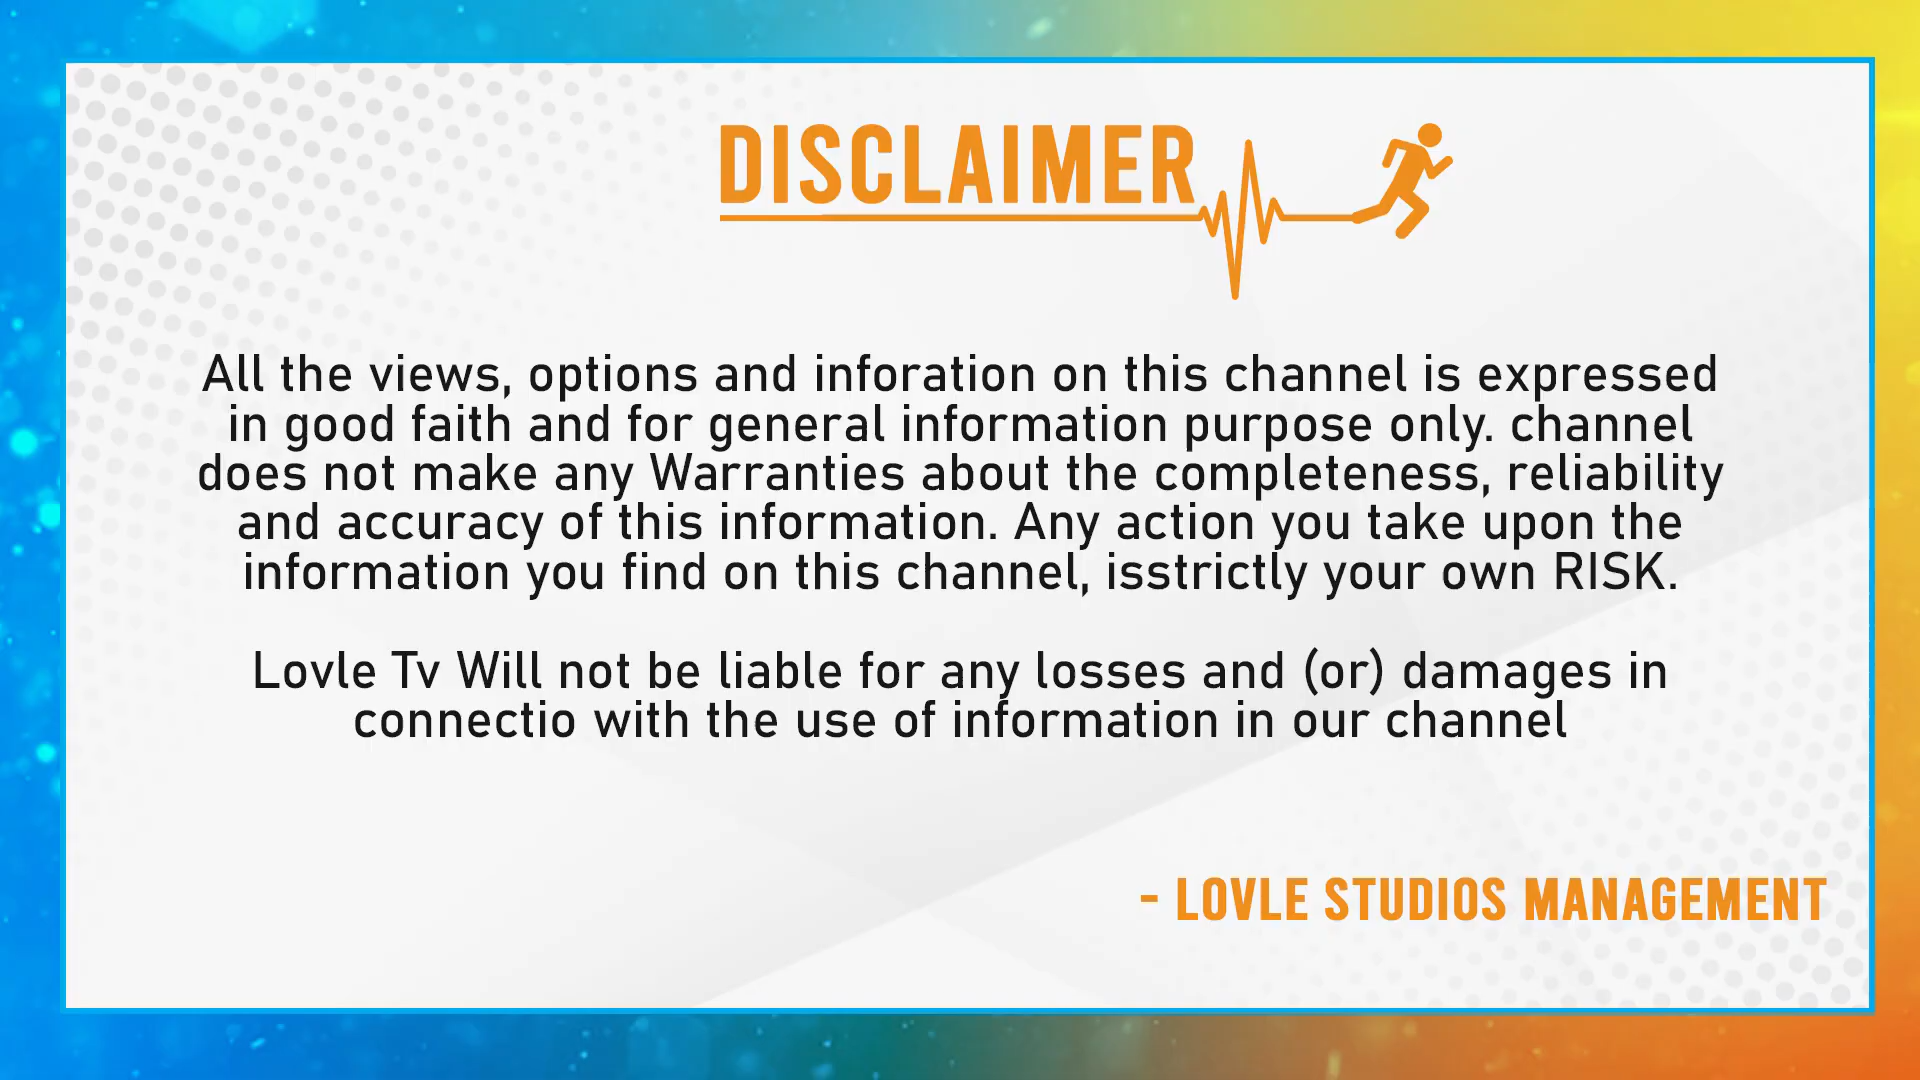 DISCLAIMER
All the views, options and inforation on this channel is expressed
in good faith and for general information purpose only. channel
does not make any Warranties about the completeness, reliability
and accuracy of this information. Any action you take upon the
information you find on this channel, isstrictly your own RISK.
Lovle Tv Will not be liable for any losses and (or) damages in
connectio with the use of information in our channel
- LOVLE STUDIOS MANAGEMENT